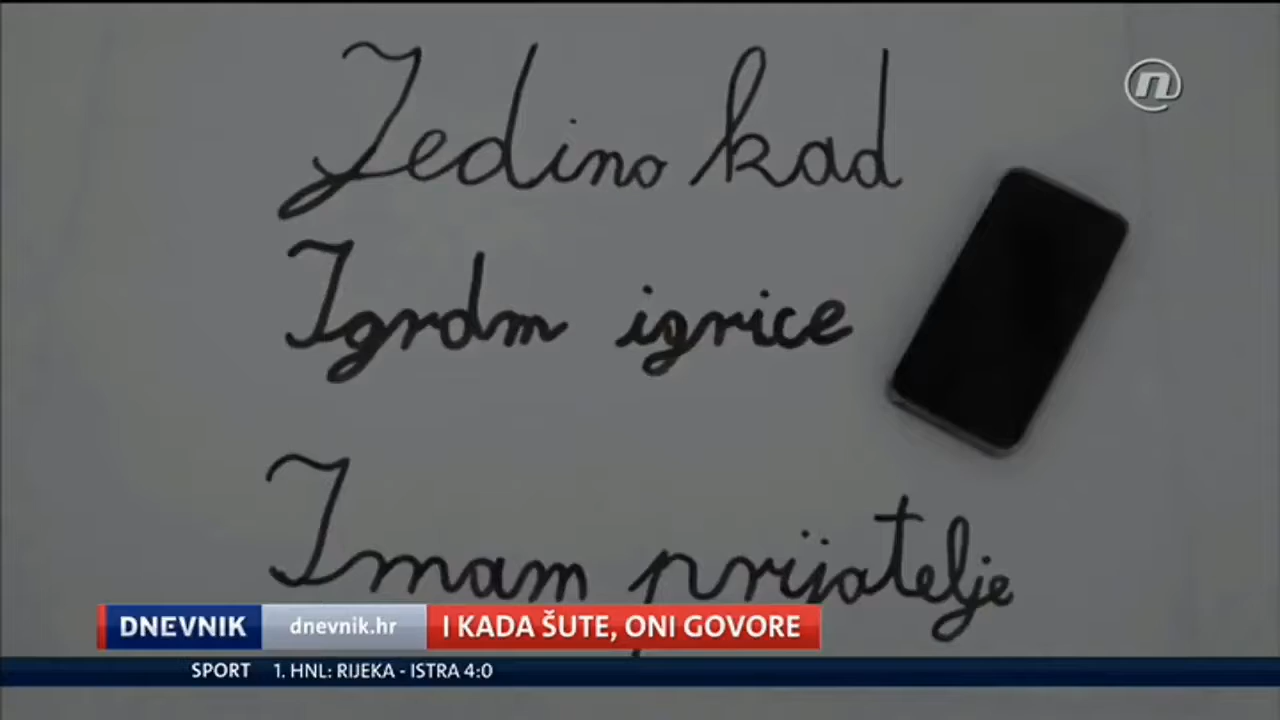 Jedino kad
Igram igrice
Imam prijatelje
DNEVNIK dnevnik.hr I KADA ŠUTE, ONI GOVORE
SPORT 1. HNL: RIJEKA - ISTRA 4:0